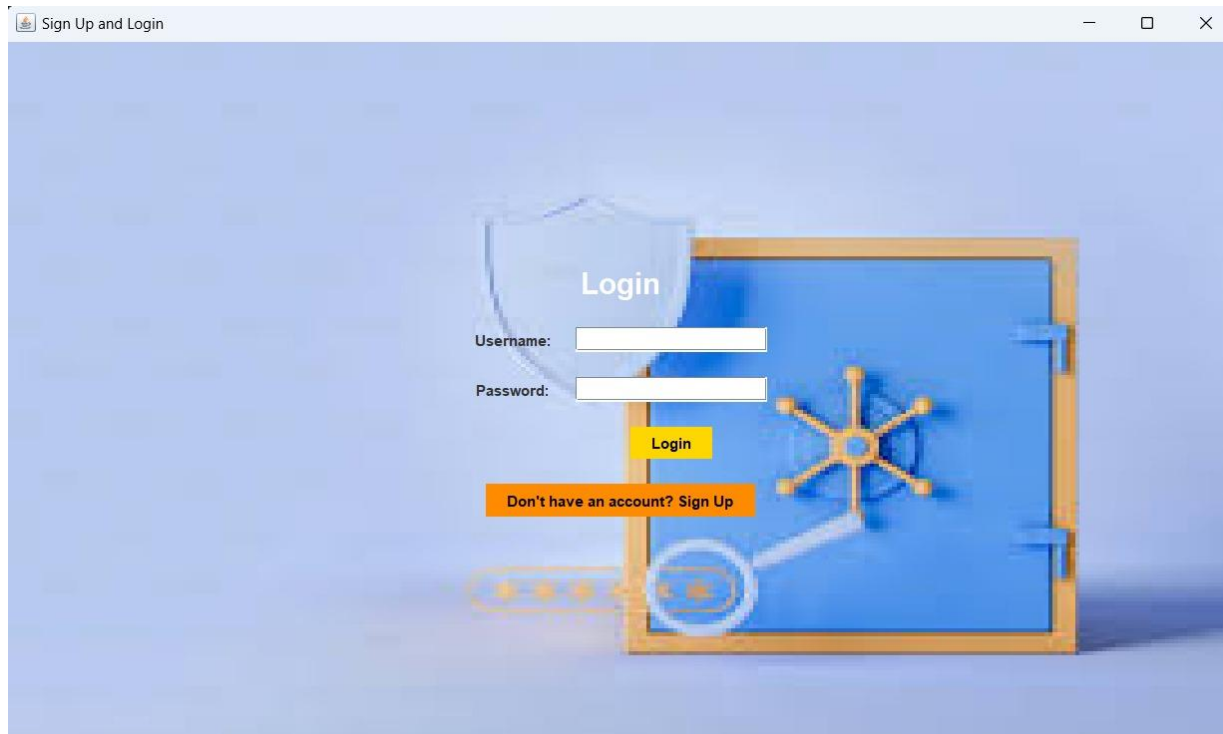 Sign Up and Login
Login
Username:
Password:
Login
Don't have an account? Sign Up